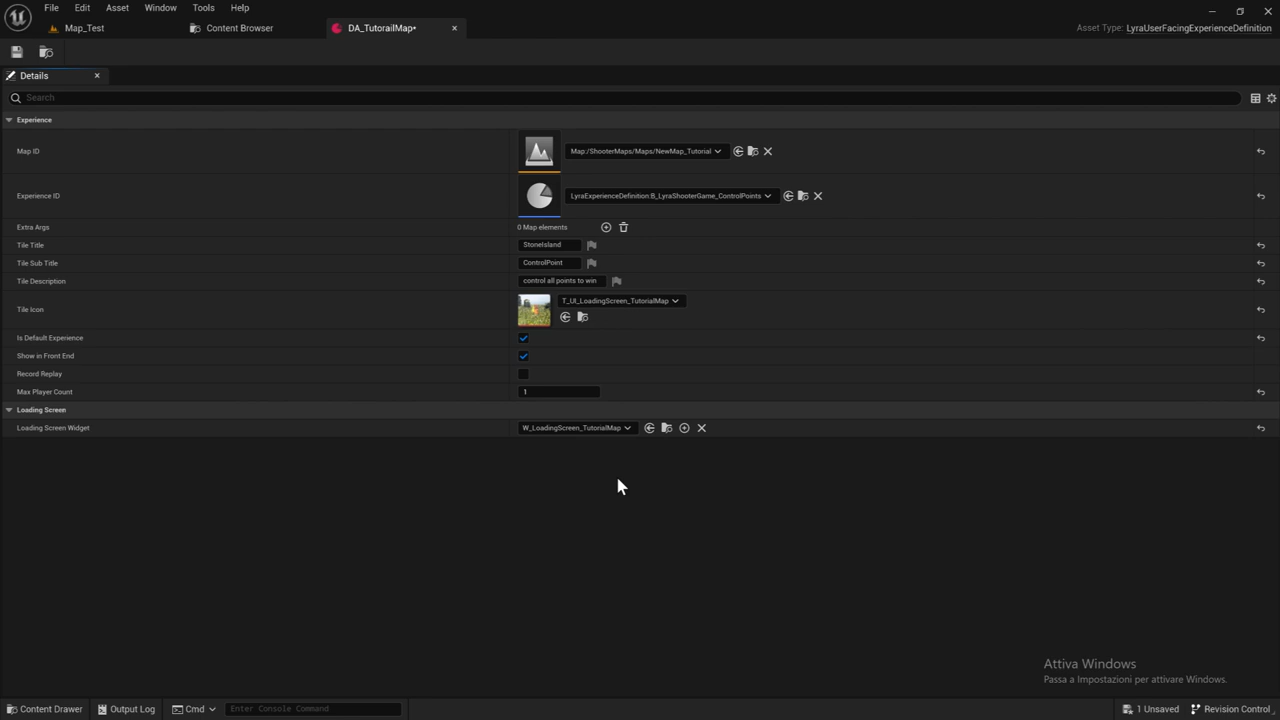 File Edit Asset Window Tools Help
Map_Test Content Browser DA_TutorailMap* Asset Type: LyraUserFacingExperienceDefinition
Details
Search
Experience
Map ID Map:/ShooterMaps/Maps/NewMap_Tutorial
Experience ID LyraExperienceDefinition:B_LyraShooterGame_ControlPoints
Extra Args 0 Map elements
Tile Title StoneIsland
Tile Sub Title ControlPoint
Tile Description control all points to win
Tile Icon T_UI_LoadingScreen_TutorialMap
Is Default Experience
Show in Front End
Record Replay
Max Player Count 1
Loading Screen
Loading Screen Widget W_LoadingScreen_TutorialMap
Attiva Windows
Passa a Impostazioni per attivare Windows.
Content Drawer Output Log Cmd Enter Console Command 1 Unsaved Revision Control